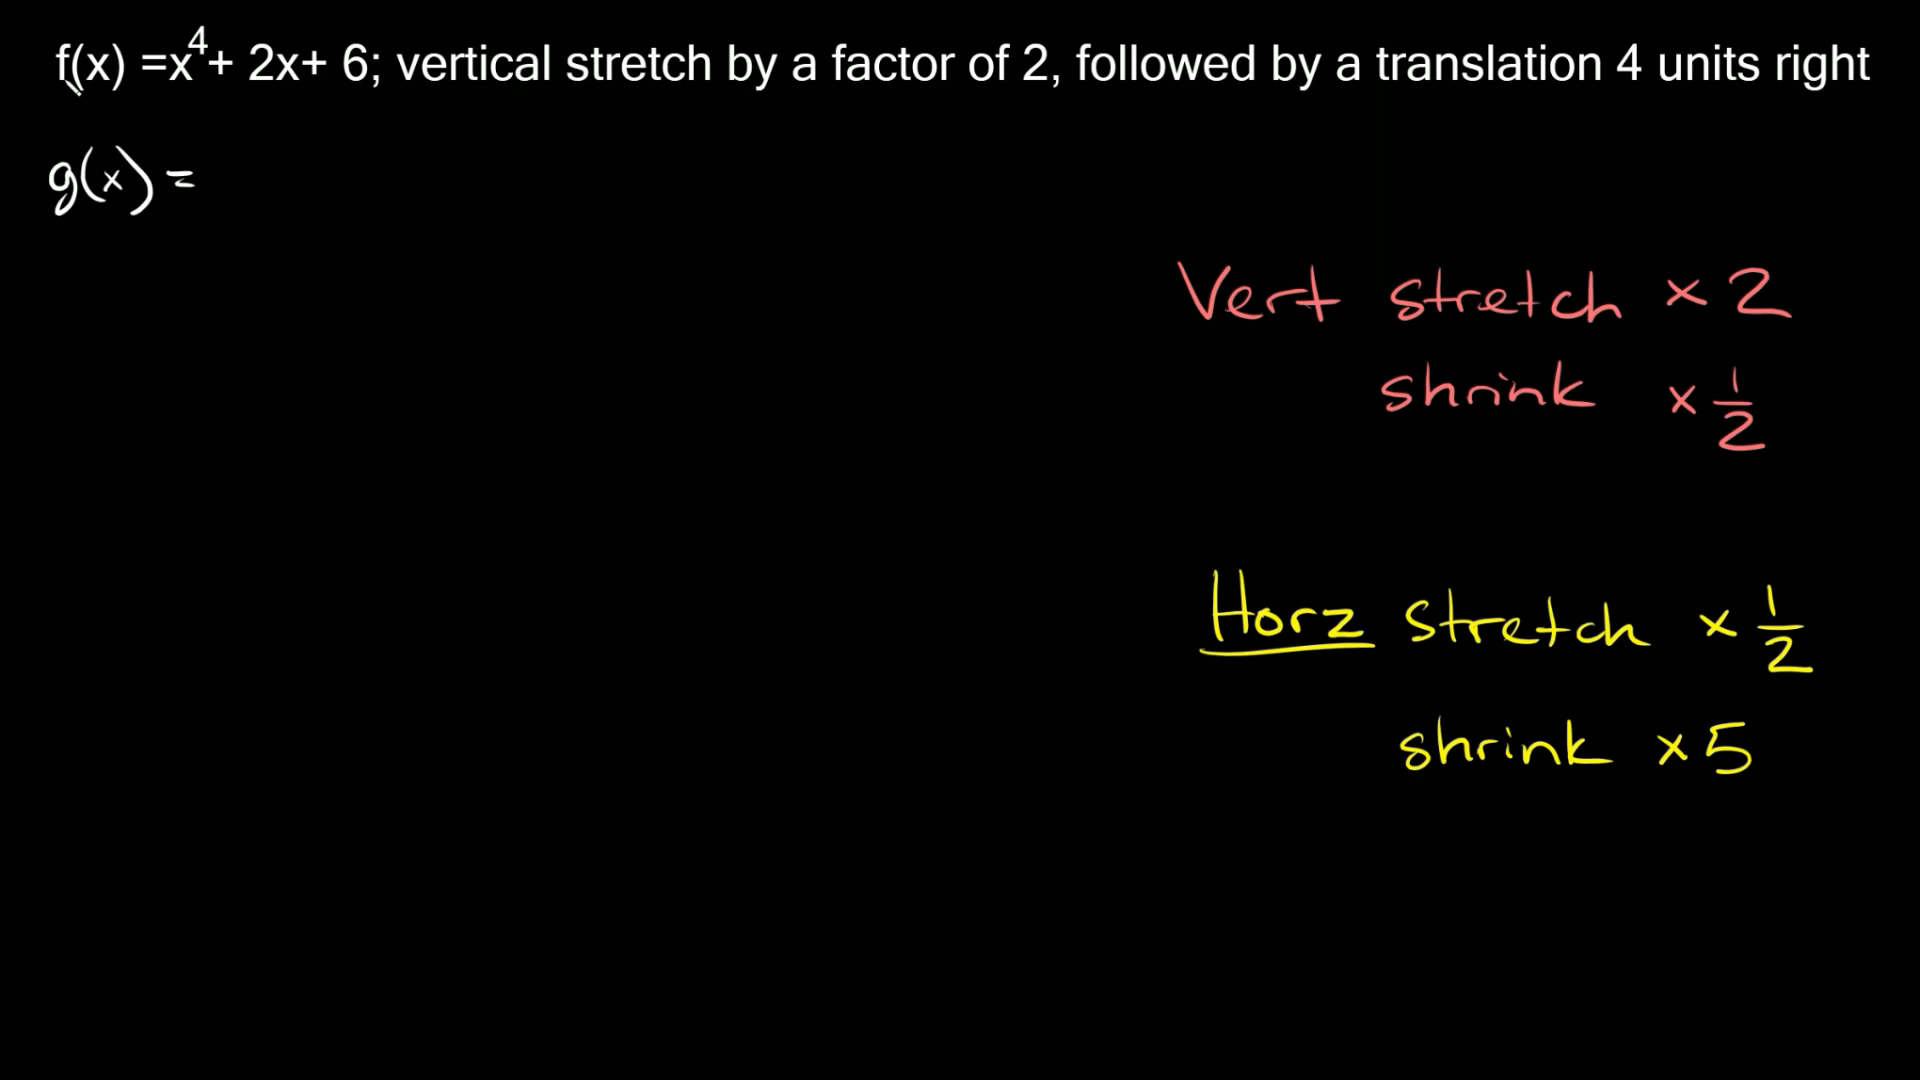 f(x) =x⁴+ 2x+ 6; vertical stretch by a factor of 2, followed by a translation 4 units right
g(x) =
Vert stretch × 2
shrink × 1/2
Horz stretch × 1/2
shrink × 5